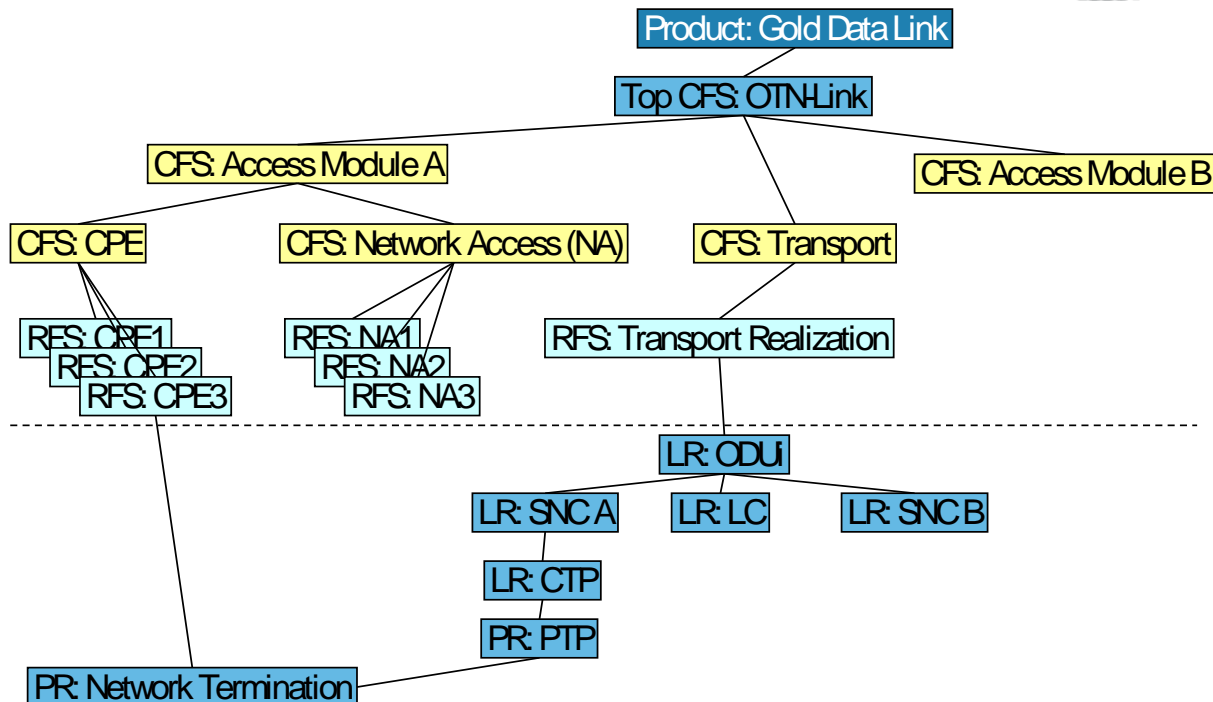 Product: Gold Data Link
Top CFS: OTN-Link
CFS: Access Module A
CFS: Access Module B
CFS: CPE
CFS: Network Access (NA)
CFS: Transport
RFS: CPE1
RFS: NA1
RFS: Transport Realization
RFS: CPE2
RFS: NA2
RFS: CPE3
RFS: NA3
LR: ODUi
LR: SNC A
LR: LC
LR: SNC B
LR: CTP
PR: PTP
PR: Network Termination